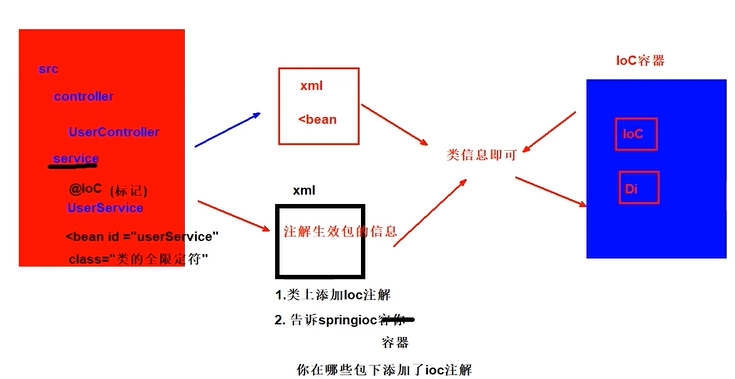 src
controller
UserController
service
@IoC (标记)
UserService
<bean id ="userService"
class="类的全限定符"
xml
<bean
xml
注解生效包的信息
1.类上添加Ioc注解
2. 告诉springioc容你
容器
你在哪些包下添加了ioc注解
类信息即可
IoC容器
IoC
Di